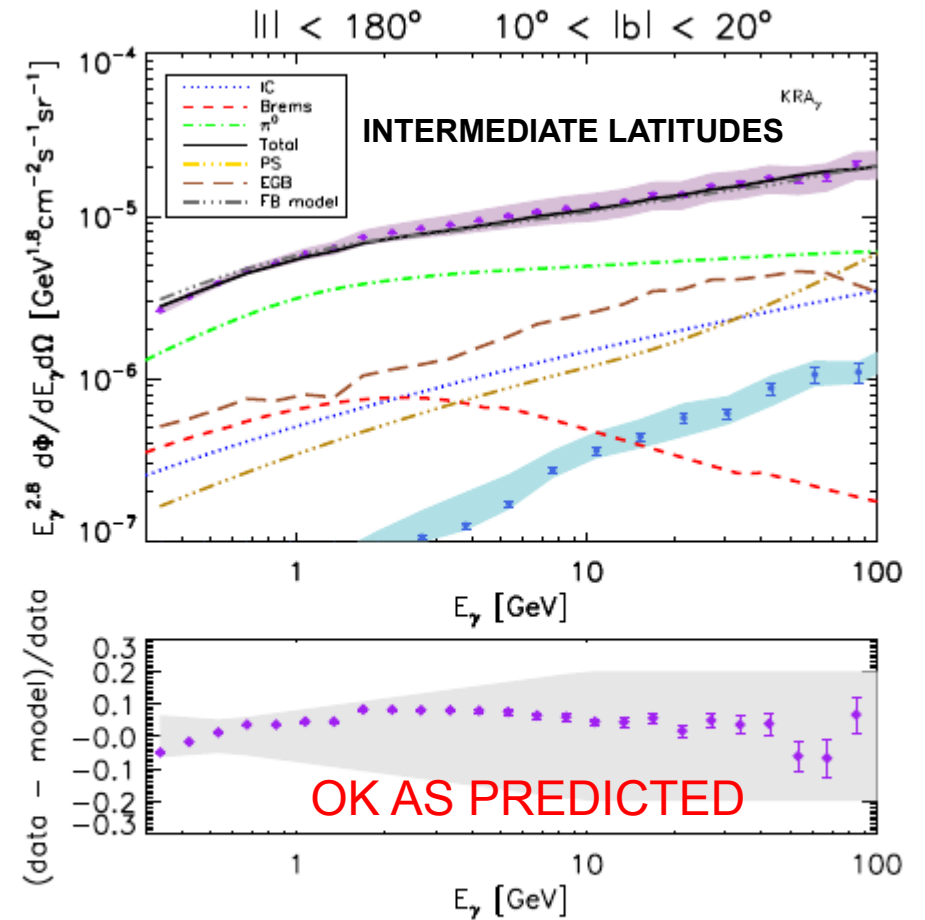 |l| < 180° 10° < |b| < 20°
E_γ^2.8 dΦ/dE_γdΩ [GeV^1.8cm^−2s^−1sr^−1]
10^−4
10^−5
10^−6
10^−7
IC
Brems
π^0
Total
PS
EGB
FB model
KRA_γ
INTERMEDIATE LATITUDES
1 10 100
E_γ [GeV]
(data − model)/data
0.3
0.2
0.1
−0.0
−0.1
−0.2
−0.3
OK AS PREDICTED
1 10 100
E_γ [GeV]